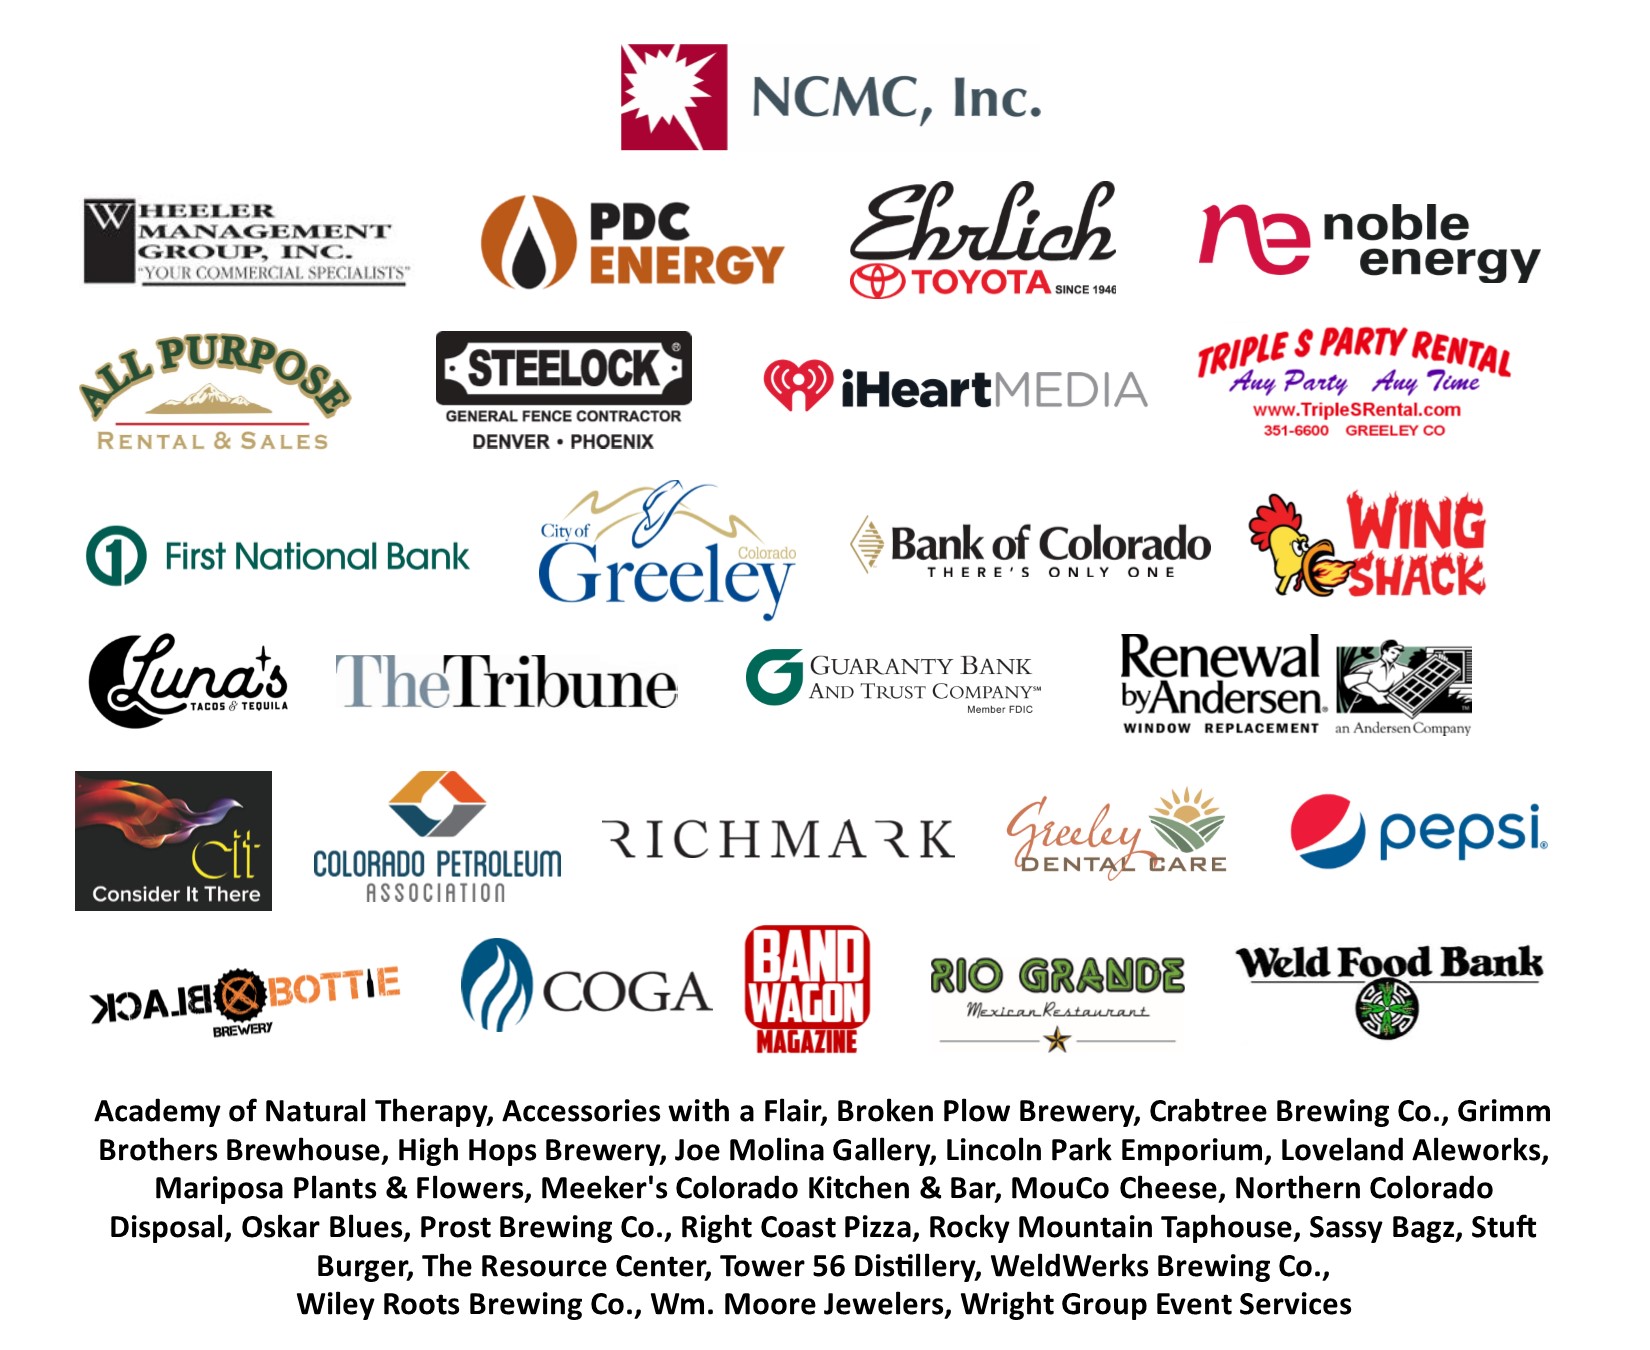 NCMC, Inc.
WHEELER
MANAGEMENT
GROUP, INC.
"YOUR COMMERCIAL SPECIALISTS"
PDC
ENERGY
Ehrlich
TOYOTA SINCE 1946
ne noble
energy
ALL PURPOSE
RENTAL & SALES
STEELOCK®
GENERAL FENCE CONTRACTOR
DENVER • PHOENIX
iHeartMEDIA
TRIPLE S PARTY RENTAL
Any Party Any Time
www.TripleSRental.com
351-6600 GREELEY CO
1 First National Bank
City of
Greeley
Colorado
Bank of Colorado
THERE'S ONLY ONE
WING
SHACK
Luna's
TACOS & TEQUILA
TheTribune
G GUARANTY BANK
AND TRUST COMPANY℠
Member FDIC
Renewal
byAndersen®
WINDOW REPLACEMENT
an Andersen Company
CIT
Consider It There
COLORADO PETROLEUM
ASSOCIATION
RICHMARK
Greeley
DENTAL CARE
pepsi®
BLACK BOTTLE
BREWERY
COGA
BAND
WAGON
MAGAZINE
RIO GRANDE
Mexican Restaurant
Weld Food Bank
Academy of Natural Therapy, Accessories with a Flair, Broken Plow Brewery, Crabtree Brewing Co., Grimm
Brothers Brewhouse, High Hops Brewery, Joe Molina Gallery, Lincoln Park Emporium, Loveland Aleworks,
Mariposa Plants & Flowers, Meeker's Colorado Kitchen & Bar, MouCo Cheese, Northern Colorado
Disposal, Oskar Blues, Prost Brewing Co., Right Coast Pizza, Rocky Mountain Taphouse, Sassy Bagz, Stuft
Burger, The Resource Center, Tower 56 Distillery, WeldWerks Brewing Co.,
Wiley Roots Brewing Co., Wm. Moore Jewelers, Wright Group Event Services